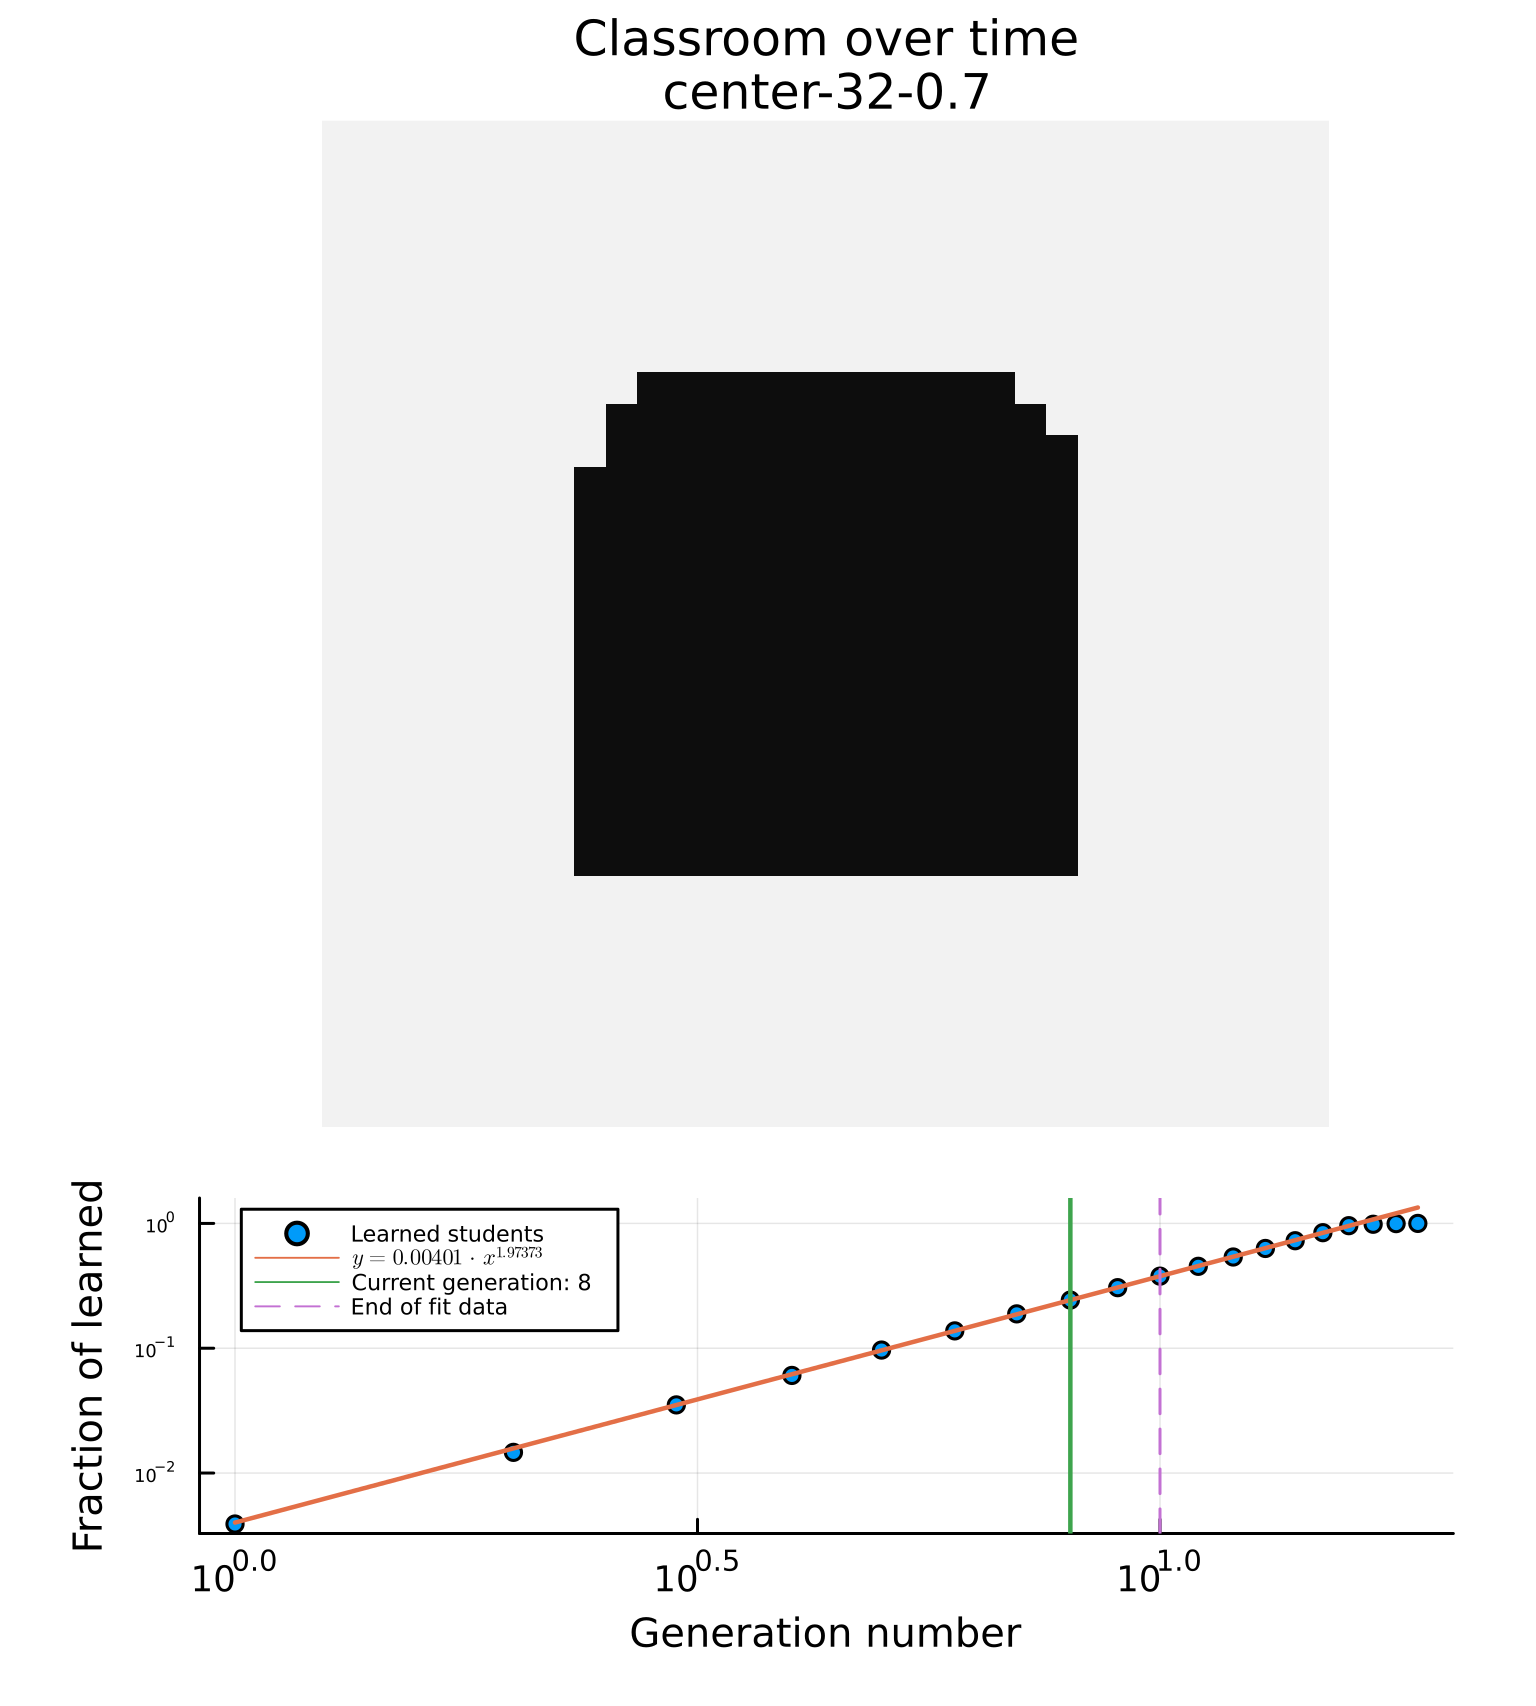 Classroom over time
center-32-0.7
Fraction of learned
10⁰
10⁻¹
10⁻²
Learned students
y = 0.00401 · x^1.97373
Current generation: 8
End of fit data
10^0.0 10^0.5 10^1.0
Generation number